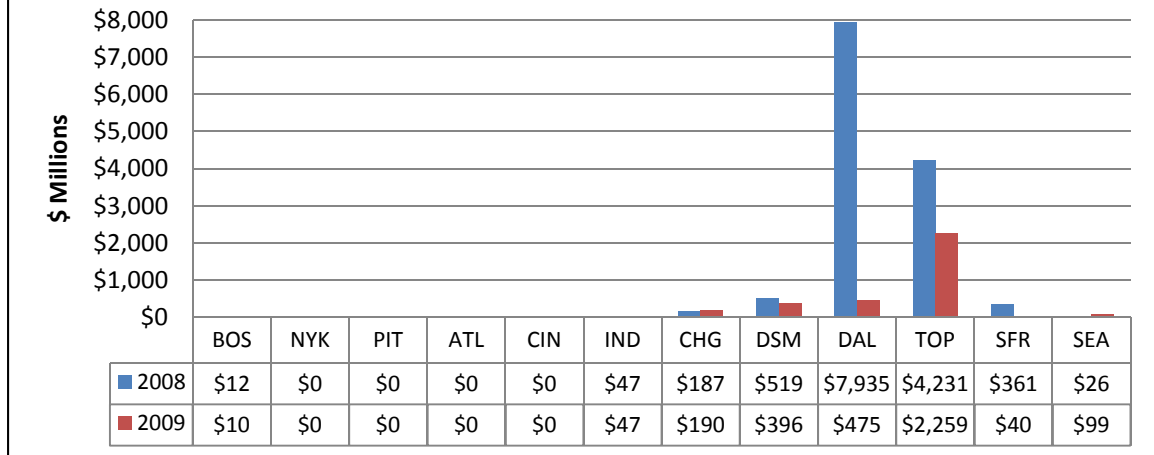 $8,000
$7,000
$6,000
$5,000
$4,000
$3,000
$2,000
$1,000
$0
$ Millions
BOS NYK PIT ATL CIN IND CHG DSM DAL TOP SFR SEA
2008 $12 $0 $0 $0 $0 $47 $187 $519 $7,935 $4,231 $361 $26
2009 $10 $0 $0 $0 $0 $47 $190 $396 $475 $2,259 $40 $99